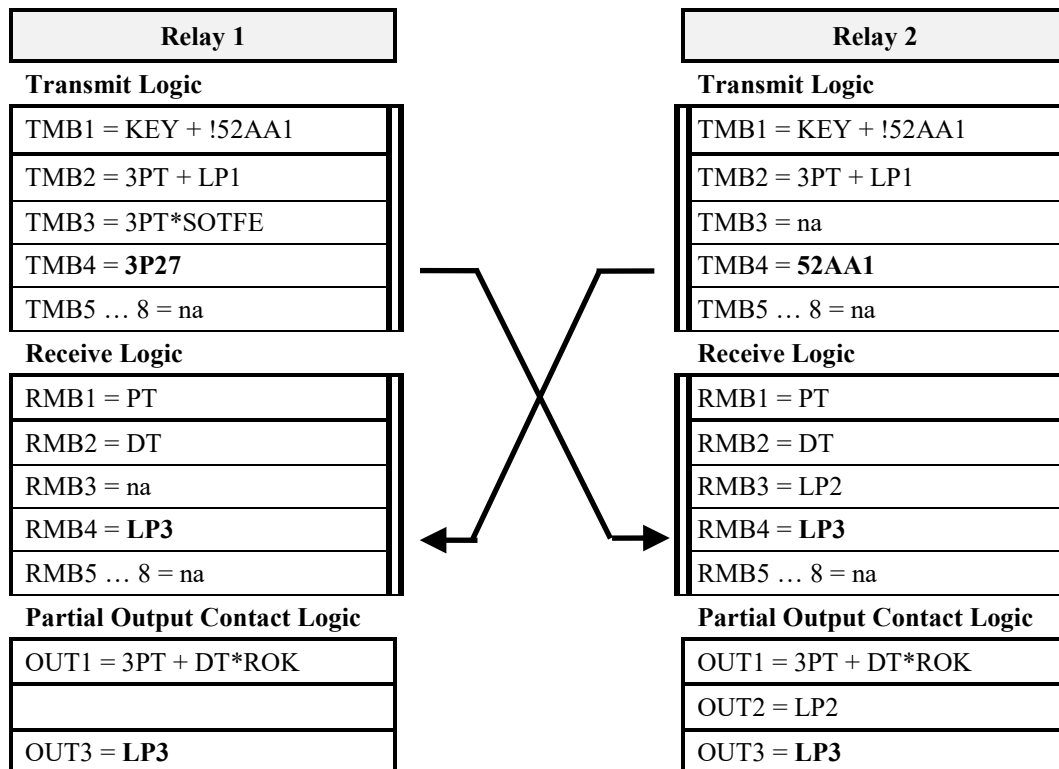 Relay 1
Transmit Logic
TMB1 = KEY + !52AA1
TMB2 = 3PT + LP1
TMB3 = 3PT*SOTFE
TMB4 = 3P27
TMB5 … 8 = na
Receive Logic
RMB1 = PT
RMB2 = DT
RMB3 = na
RMB4 = LP3
RMB5 … 8 = na
Partial Output Contact Logic
OUT1 = 3PT + DT*ROK
OUT3 = LP3
Relay 2
Transmit Logic
TMB1 = KEY + !52AA1
TMB2 = 3PT + LP1
TMB3 = na
TMB4 = 52AA1
TMB5 … 8 = na
Receive Logic
RMB1 = PT
RMB2 = DT
RMB3 = LP2
RMB4 = LP3
RMB5 … 8 = na
Partial Output Contact Logic
OUT1 = 3PT + DT*ROK
OUT2 = LP2
OUT3 = LP3